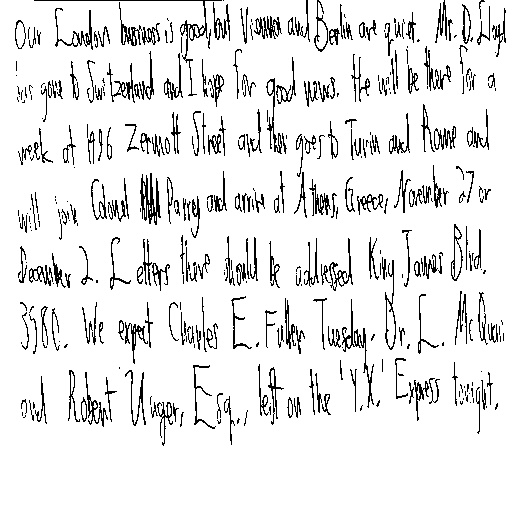 Our London business is good, but Vienna and Berlin are quiet. Mr. D. Lloyd
has gone to Switzerland and I hope for good news. He will be there for a
week at 1496 Zermott Street and then goes to Turin and Rome and
will join Colonel Parry and arrive at Athens, Greece, November 27 or
December 2. Letters there should be addressed King James Blvd.
3580. We expect Charles E. Fuller Tuesday. Dr. L. McQuaid
and Robert Unger, Esq., left on the 'Y.X.' Express tonight.